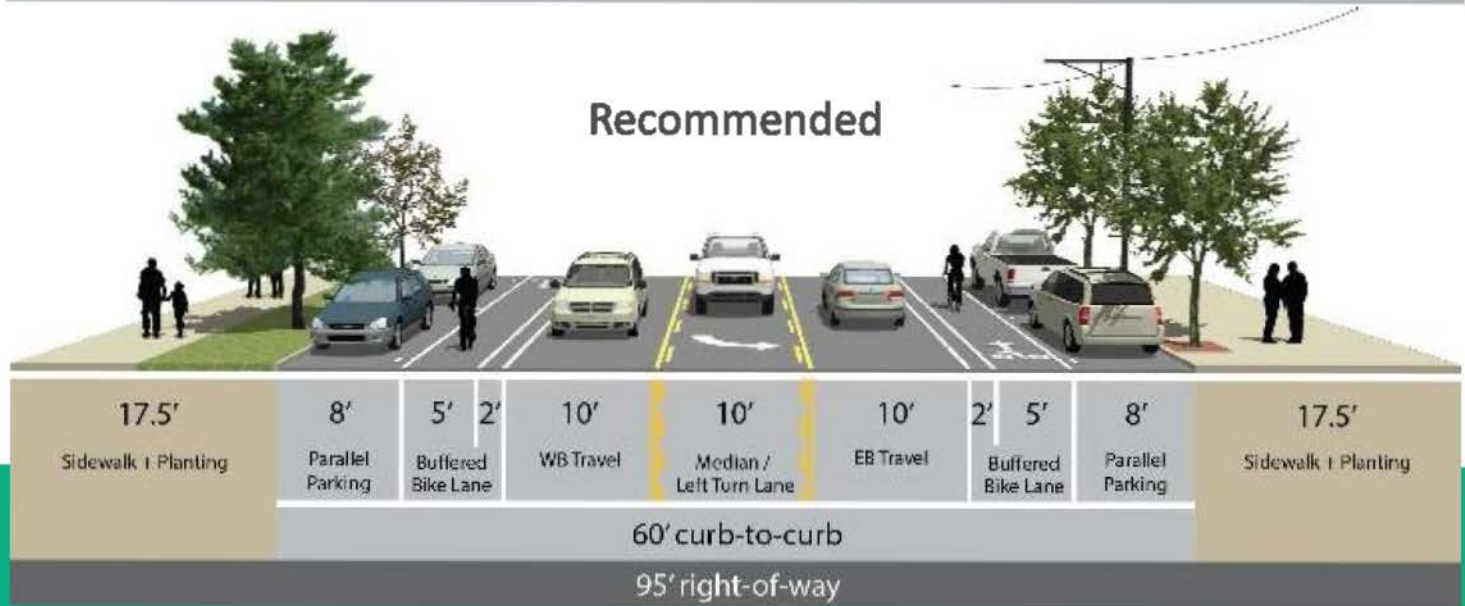 Recommended
17.5′ 8′ 5′ 2′ 10′ 10′ 10′ 2′ 5′ 8′ 17.5′
Sidewalk + Planting
Parallel
Parking
Buffered
Bike Lane
WB Travel
Median /
Left Turn Lane
EB Travel
Buffered
Bike Lane
Parallel
Parking
Sidewalk + Planting
60′ curb-to-curb
95′ right-of-way